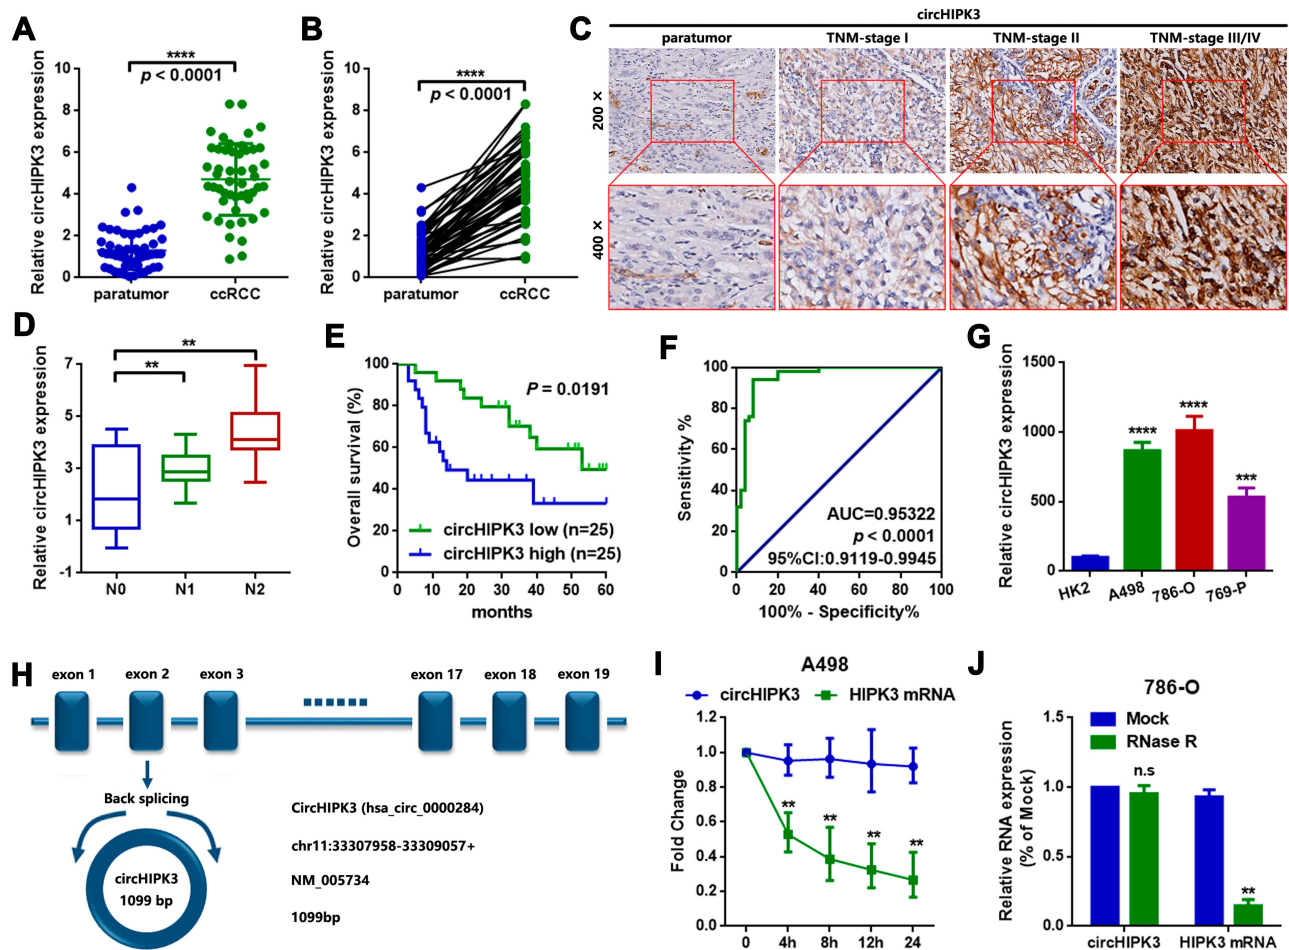 A
Relative circHIPK3 expression
10
8
6
4
2
0
****
p < 0.0001
paratumor
ccRCC
B
Relative circHIPK3 expression
10
8
6
4
2
0
****
p < 0.0001
paratumor
ccRCC
C
circHIPK3
paratumor
TNM-stage I
TNM-stage II
TNM-stage III/IV
200 ×
400 ×
D
Relative circHIPK3 expression
7
5
3
1
-1
**
**
N0
N1
N2
E
Overall survival (%)
100
80
60
40
20
0
P = 0.0191
circHIPK3 low (n=25)
circHIPK3 high (n=25)
0
10
20
30
40
50
60
months
F
Sensitivity %
100
80
60
40
20
0
AUC=0.95322
p < 0.0001
95%CI:0.9119-0.9945
0
20
40
60
80
100
100% - Specificity%
G
Relative circHIPK3 expression
1500
1000
500
0
****
****
***
HK2
A498
786-O
769-P
H
exon 1
exon 2
exon 3
exon 17
exon 18
exon 19
Back splicing
circHIPK3
1099 bp
CircHIPK3 (hsa_circ_0000284)
chr11:33307958-33309057+
NM_005734
1099bp
I
A498
circHIPK3
HIPK3 mRNA
Fold Change
1.2
1.0
0.8
0.6
0.4
0.2
0.0
**
**
**
**
0
4h
8h
12h
24
J
786-O
Mock
RNase R
Relative RNA expression
(% of Mock)
1.5
1.0
0.5
0.0
n.s
**
circHIPK3
HIPK3 mRNA